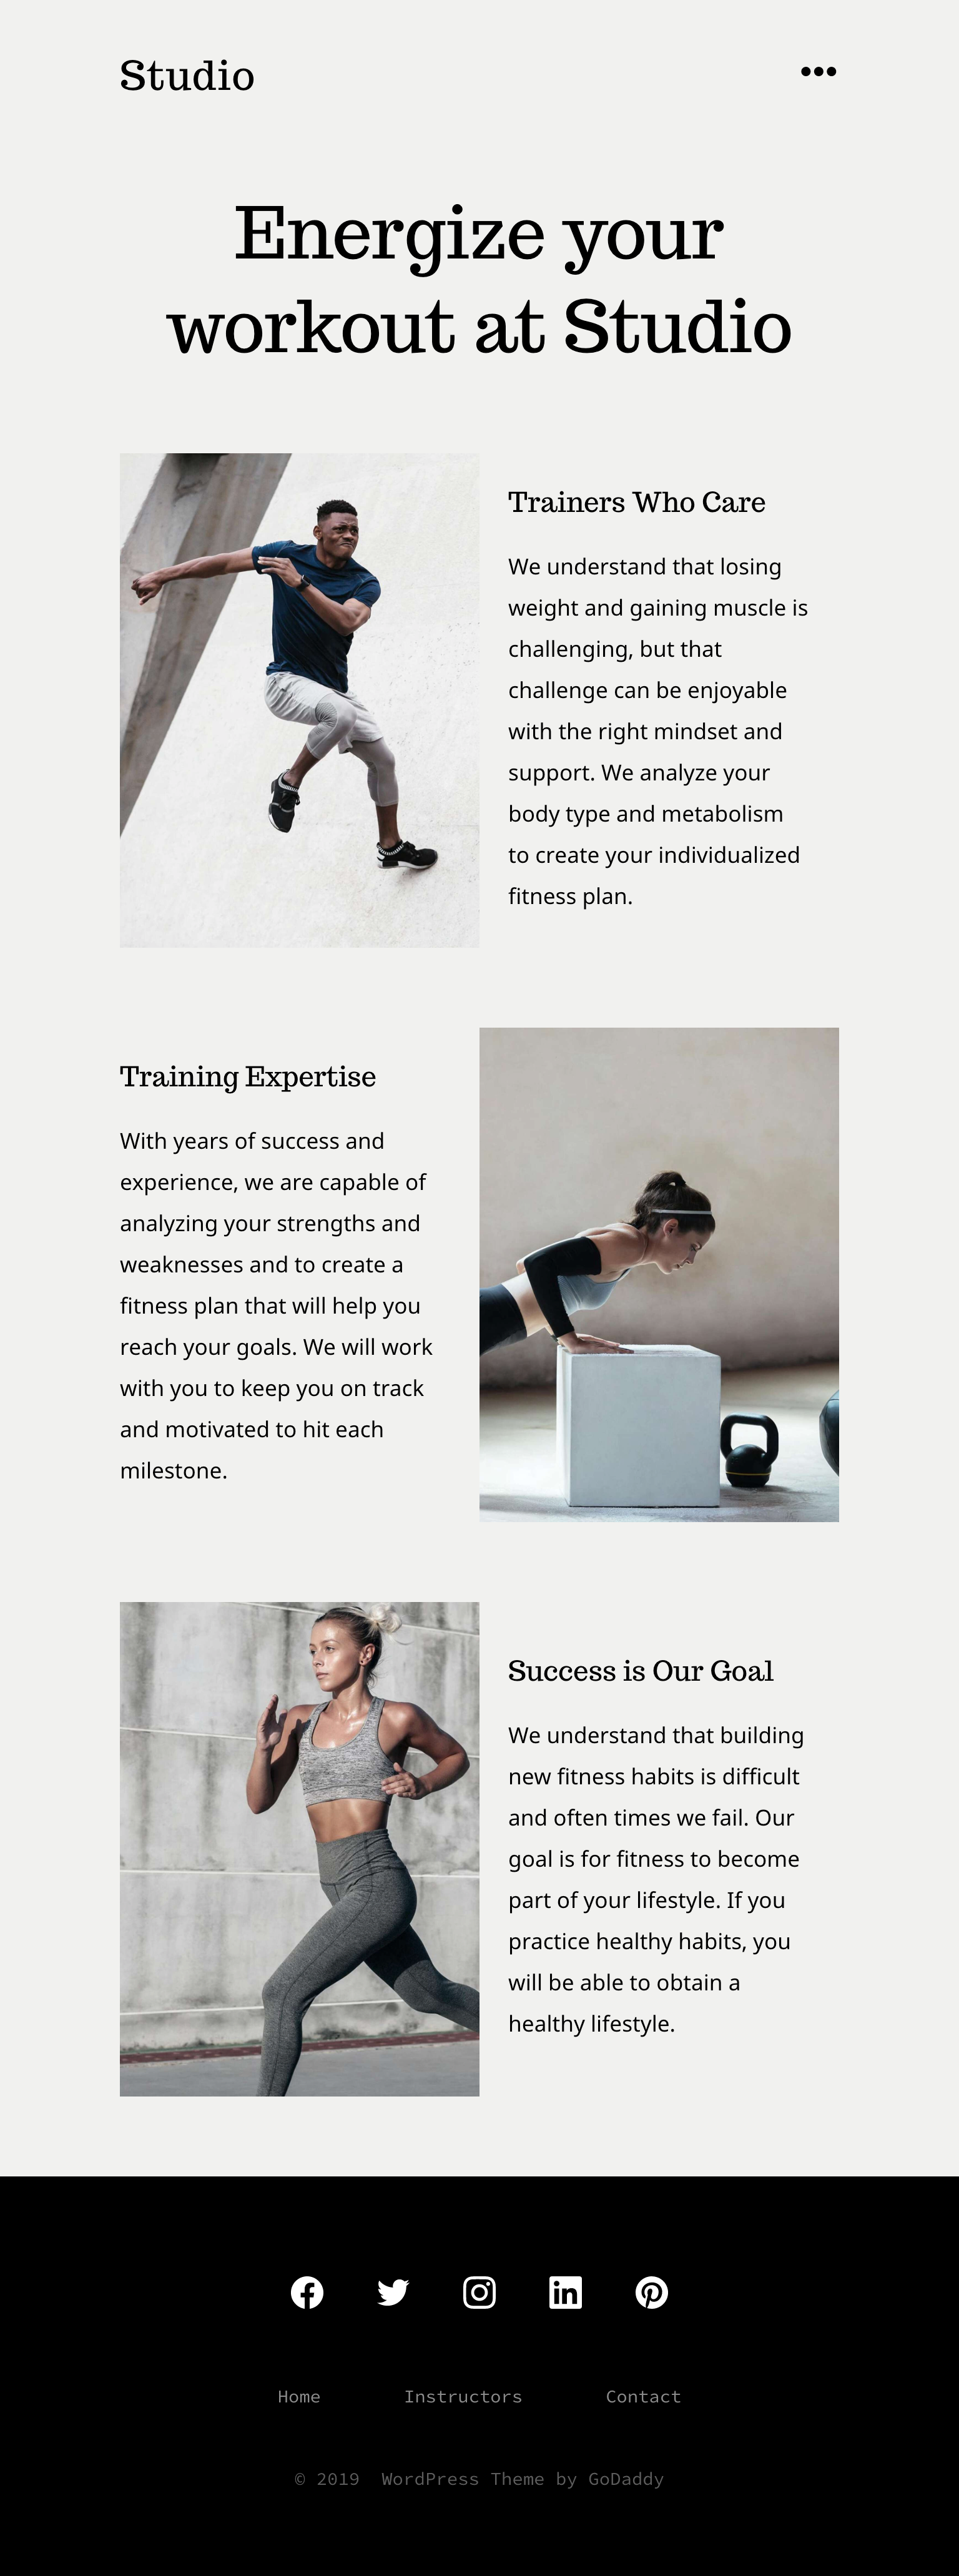 Studio
Energize your
workout at Studio
Trainers Who Care
We understand that losing
weight and gaining muscle is
challenging, but that
challenge can be enjoyable
with the right mindset and
support. We analyze your
body type and metabolism
to create your individualized
fitness plan.
Training Expertise
With years of success and
experience, we are capable of
analyzing your strengths and
weaknesses and to create a
fitness plan that will help you
reach your goals. We will work
with you to keep you on track
and motivated to hit each
milestone.
Success is Our Goal
We understand that building
new fitness habits is difficult
and often times we fail. Our
goal is for fitness to become
part of your lifestyle. If you
practice healthy habits, you
will be able to obtain a
healthy lifestyle.
Home Instructors Contact
© 2019 WordPress Theme by GoDaddy